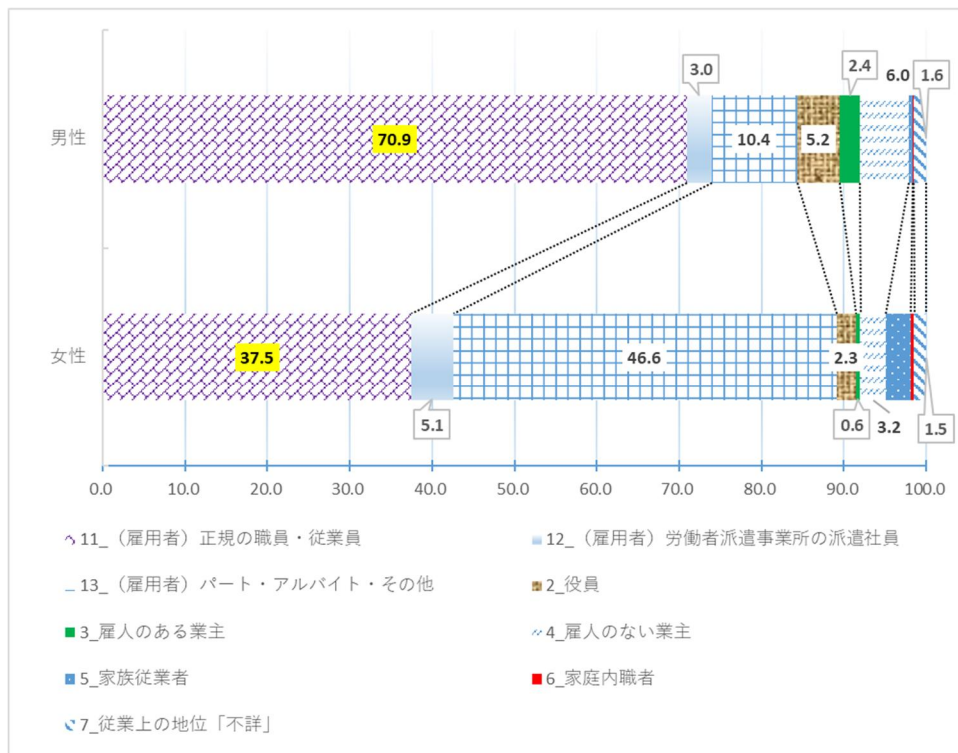 3.0 2.4 6.0 1.6
男性 70.9 10.4 5.2
女性 37.5 46.6 2.3
5.1 0.6 3.2 1.5
0.0 10.0 20.0 30.0 40.0 50.0 60.0 70.0 80.0 90.0 100.0
11_（雇用者）正規の職員・従業員 12_（雇用者）労働者派遣事業所の派遣社員
13_（雇用者）パート・アルバイト・その他 2_役員
3_雇人のある業主 4_雇人のない業主
5_家族従業者 6_家庭内職者
7_従業上の地位「不詳」